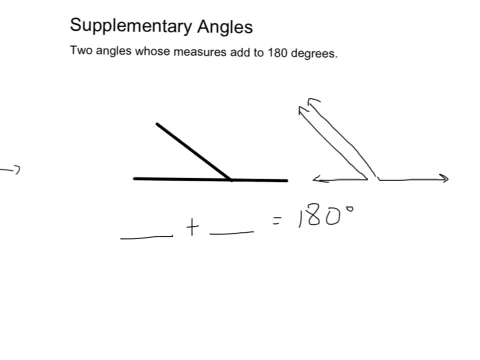 Supplementary Angles
Two angles whose measures add to 180 degrees.
___ + ___ = 180°